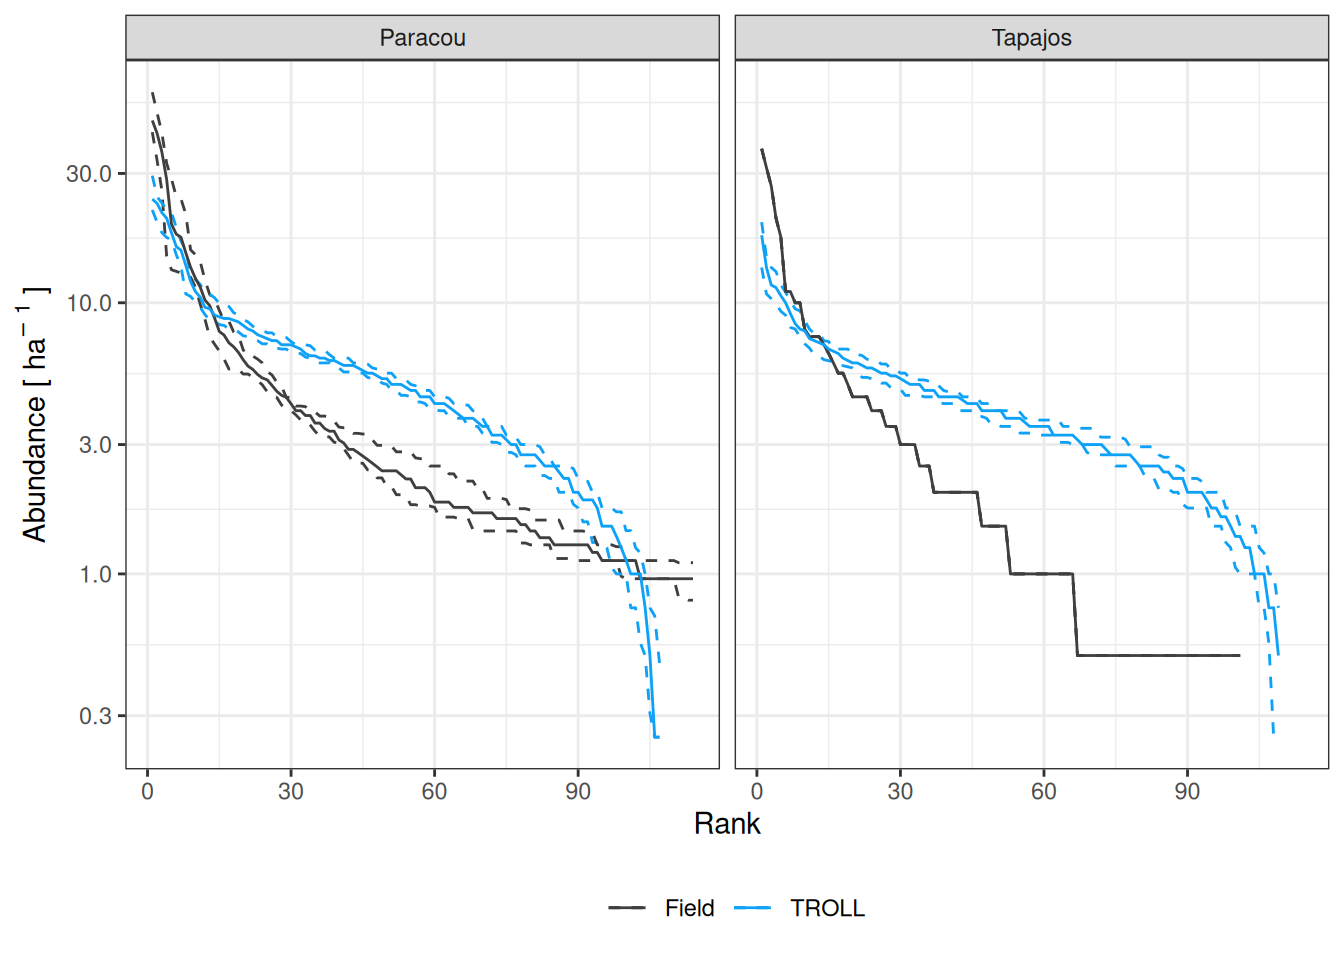 Paracou
Tapajos
Abundance [ ha⁻¹ ]
30.0
10.0
3.0
1.0
0.3
0 30 60 90
0 30 60 90
Rank
Field TROLL